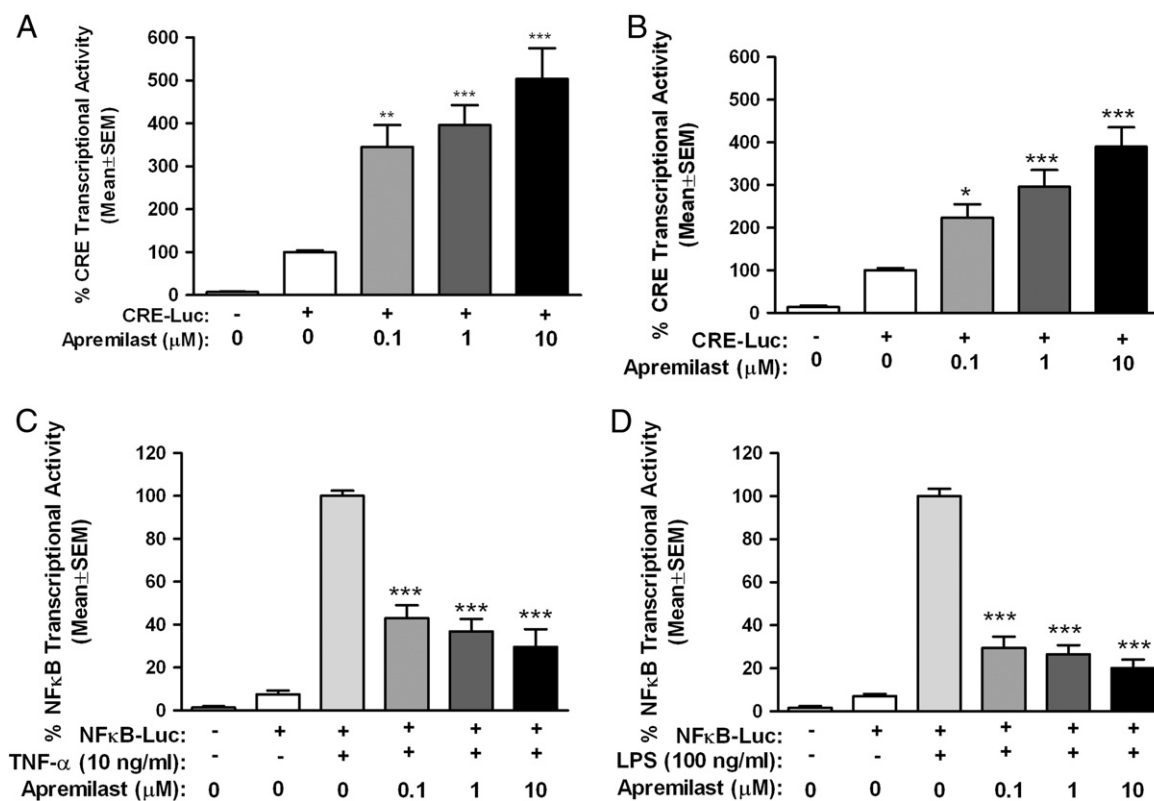 A
% CRE Transcriptional Activity
(Mean±SEM)
600
500
400
300
200
100
0
**
***
***
CRE-Luc: - + + + +
Apremilast (μM): 0 0 0.1 1 10
B
% CRE Transcriptional Activity
(Mean±SEM)
600
500
400
300
200
100
0
*
***
***
CRE-Luc: - + + + +
Apremilast (μM): 0 0 0.1 1 10
C
% NFκB Transcriptional Activity
(Mean±SEM)
120
100
80
60
40
20
0
***
***
***
NFκB-Luc: - + + + + +
TNF-α (10 ng/ml): - - + + + +
Apremilast (μM): 0 0 0 0.1 1 10
D
% NFκB Transcriptional Activity
(Mean±SEM)
120
100
80
60
40
20
0
***
***
***
NFκB-Luc: - + + + + +
LPS (100 ng/ml): - - + + + +
Apremilast (μM): 0 0 0 0.1 1 10